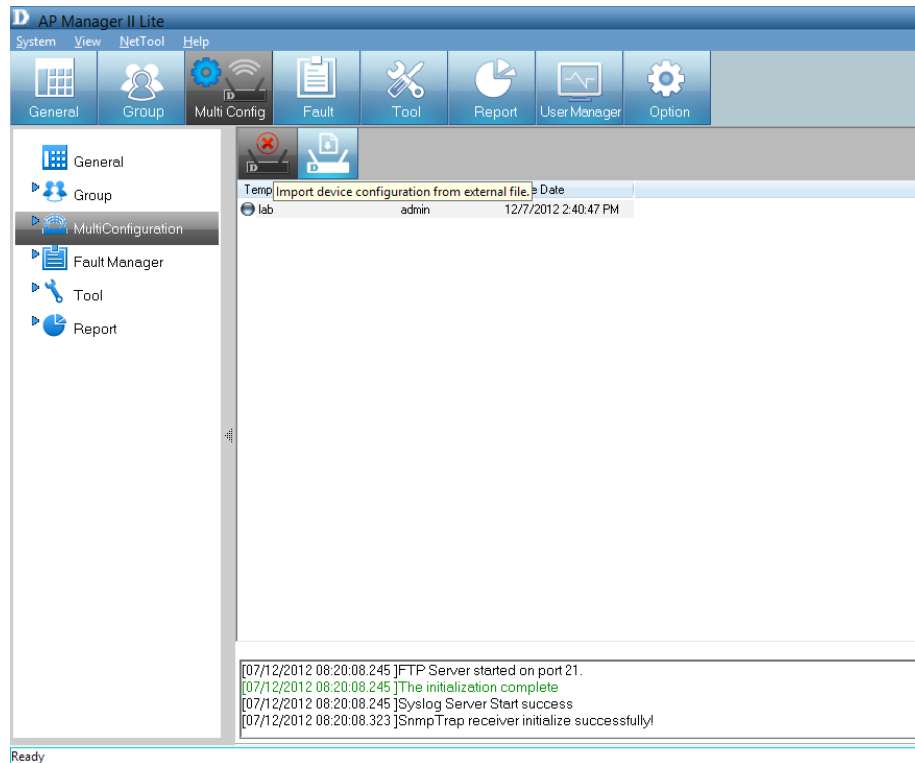 D AP Manager II Lite
System View NetTool Help
General Group Multi Config Fault Tool Report User Manager Option
General
Group
MultiConfiguration
Fault Manager
Tool
Report
D D
Temp Import device configuration from external file. Date
lab admin 12/7/2012 2:40:47 PM
[07/12/2012 08:20:08.245 ]FTP Server started on port 21.
[07/12/2012 08:20:08.245 ]The initialization complete
[07/12/2012 08:20:08.245 ]Syslog Server Start success
[07/12/2012 08:20:08.323 ]SnmpTrap receiver initialize successfully!
Ready